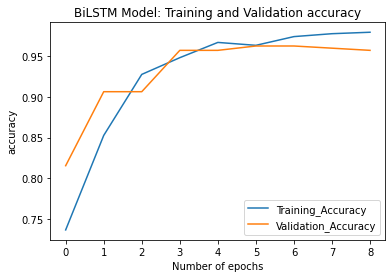 BiLSTM Model: Training and Validation accuracy
accuracy
0.95
0.90
0.85
0.80
0.75
Training_Accuracy
Validation_Accuracy
0 1 2 3 4 5 6 7 8
Number of epochs